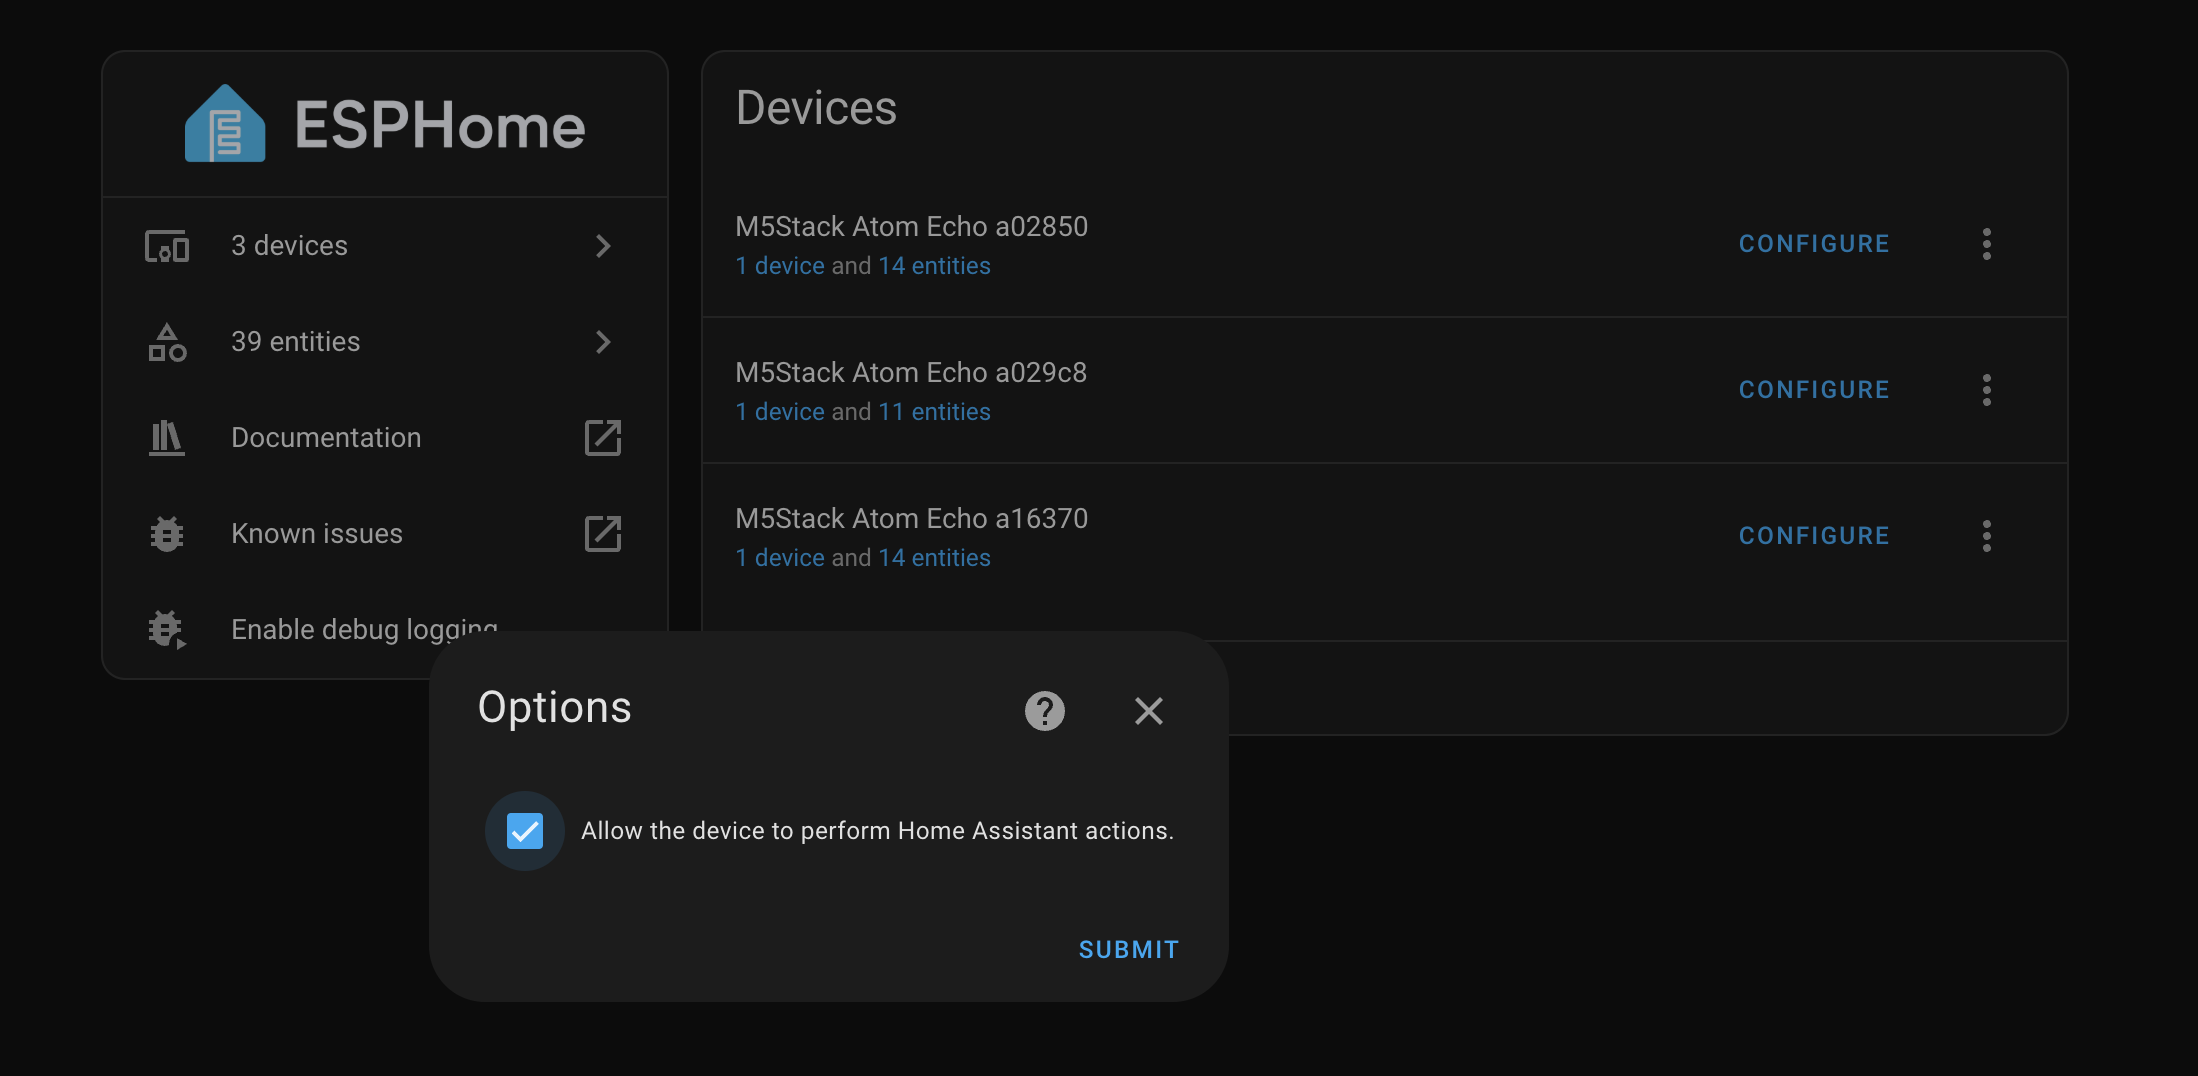 ESPHome
3 devices
39 entities
Documentation
Known issues
Enable debug logging
Devices
M5Stack Atom Echo a02850
1 device and 14 entities
CONFIGURE
M5Stack Atom Echo a029c8
1 device and 11 entities
CONFIGURE
M5Stack Atom Echo a16370
1 device and 14 entities
CONFIGURE
Options
Allow the device to perform Home Assistant actions.
SUBMIT